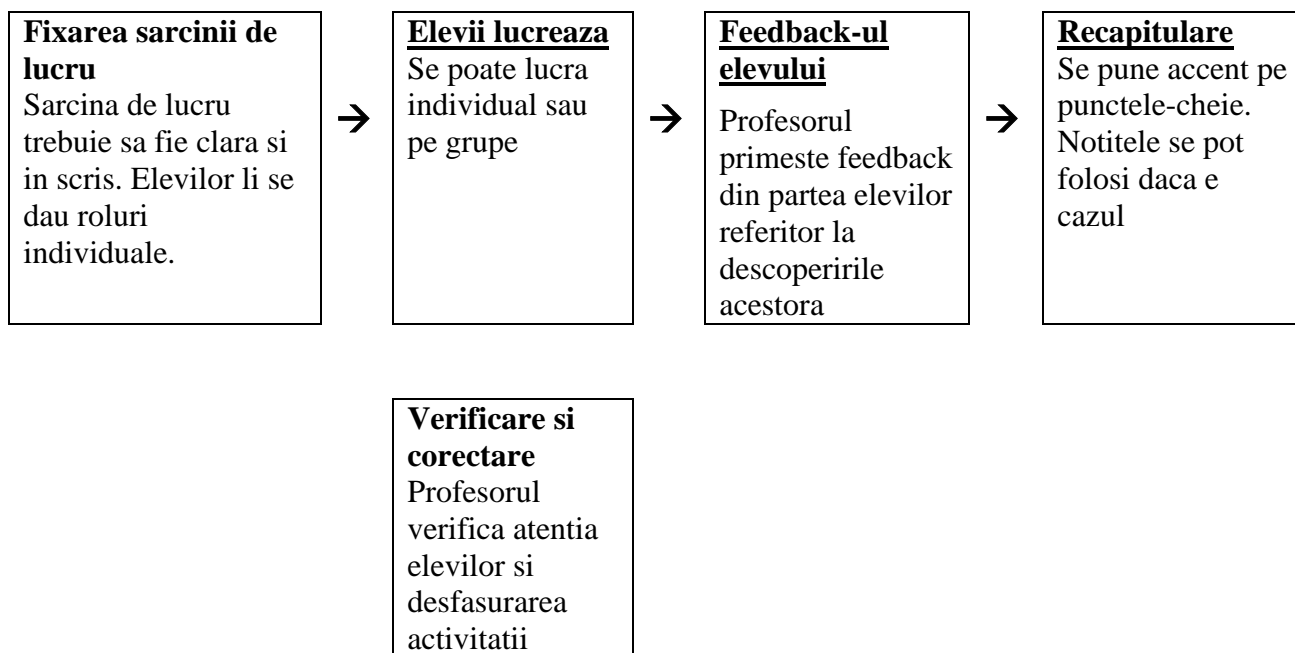 Fixarea sarcinii de
lucru
Sarcina de lucru
trebuie sa fie clara si
in scris. Elevilor li se
dau roluri
individuale.
Elevii lucreaza
Se poate lucra
individual sau
pe grupe
Feedback-ul
elevului
Profesorul
primeste feedback
din partea elevilor
referitor la
descoperirile
acestora
Recapitulare
Se pune accent pe
punctele-cheie.
Notitele se pot
folosi daca e
cazul
Verificare si
corectare
Profesorul
verifica atentia
elevilor si
desfasurarea
activitatii